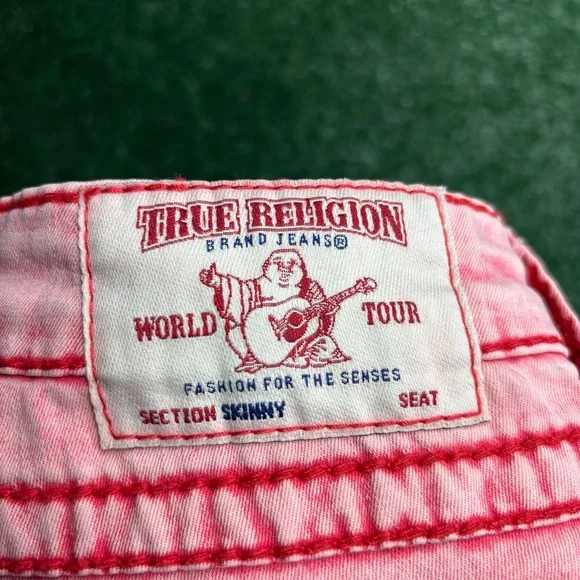 TRUE RELIGION
BRAND JEANS®
WORLD TOUR
FASHION FOR THE SENSES
SECTION SKINNY SEAT